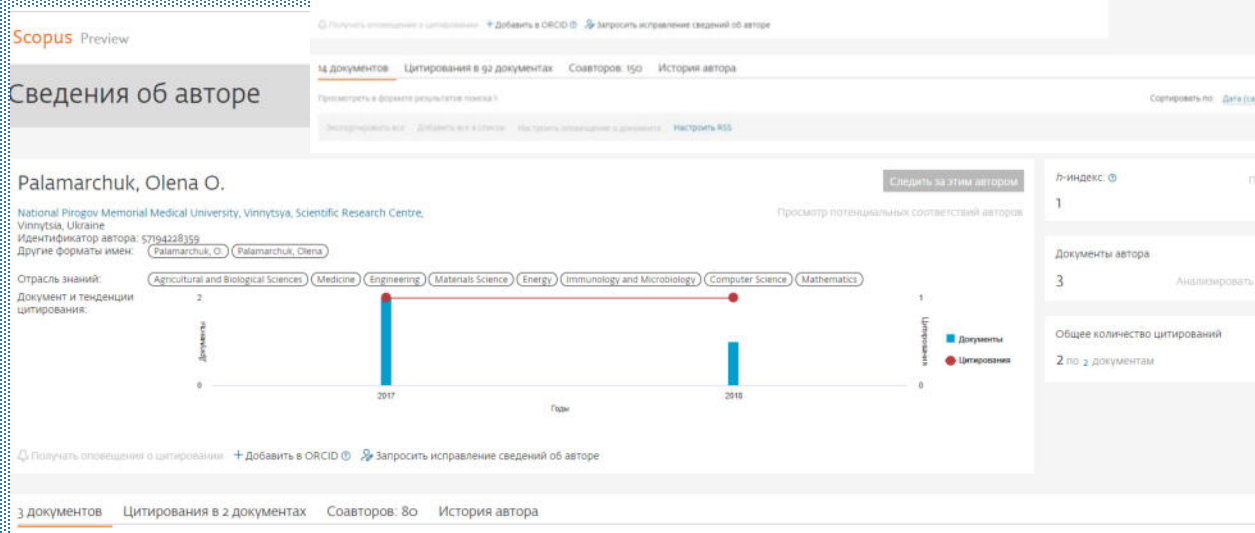 Scopus Preview
Получать оповещения о цитировании + Добавить в ORCID Запросить исправление сведений об авторе
14 документов Цитирования в 92 документах Соавторов: 150 История автора
Сведения об авторе
Просмотреть в формате результатов поиска >
Сортировать по:
Экспортировать все Добавить все в список Настроить оповещение о документе Настроить RSS
Palamarchuk, Olena O.
Следить за этим автором
h-индекс:
1
National Pirogov Memorial Medical University, Vinnytsya, Scientific Research Centre,
Просмотр потенциальных соответствий авторов
Vinnytsia, Ukraine
Идентификатор автора: 57194228359
Другие форматы имен: Palamarchuk, O. Palamarchuk, Olena
Документы автора
3 Анализировать
Отрасль знаний: Agricultural and Biological Sciences Medicine Engineering Materials Science Energy Immunology and Microbiology Computer Science Mathematics
Документ и тенденции цитирования:
2
1
Документы
Документы
Цитирования
0
0
2017
2018
Годы
Общее количество цитирований
2 по 2 документам
Получать оповещения о цитировании + Добавить в ORCID Запросить исправление сведений об авторе
3 документов Цитирования в 2 документах Соавторов: 80 История автора